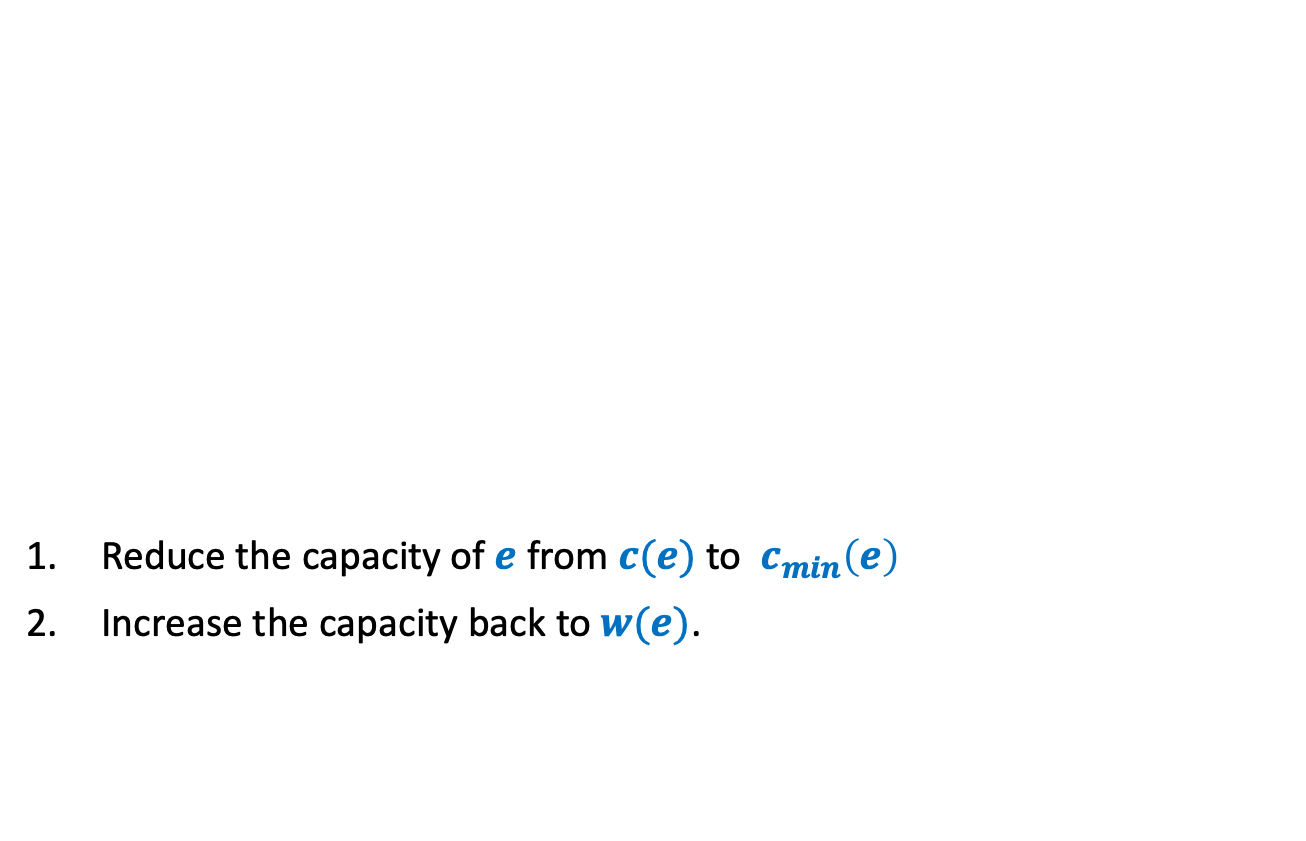 1. Reduce the capacity of e from c(e) to c_min(e)
2. Increase the capacity back to w(e).